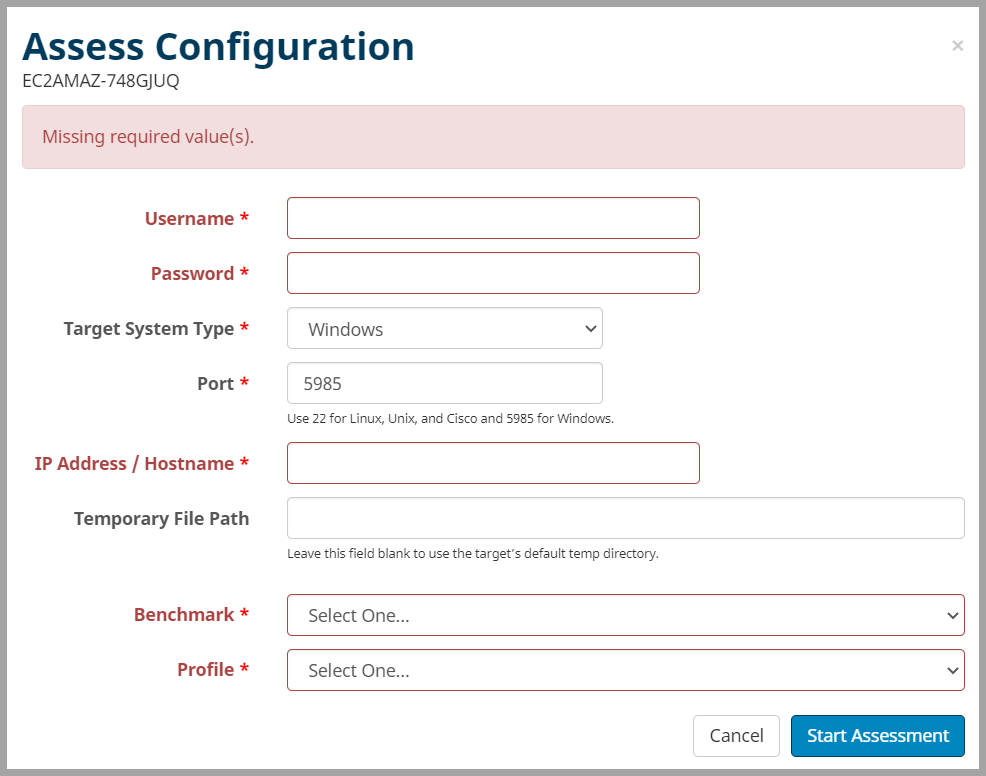 Assess Configuration
×
EC2AMAZ-748GJUQ
Missing required value(s).
Username *
Password *
Target System Type * Windows
Port * 5985
Use 22 for Linux, Unix, and Cisco and 5985 for Windows.
IP Address / Hostname *
Temporary File Path
Leave this field blank to use the target's default temp directory.
Benchmark * Select One...
Profile * Select One...
Cancel Start Assessment